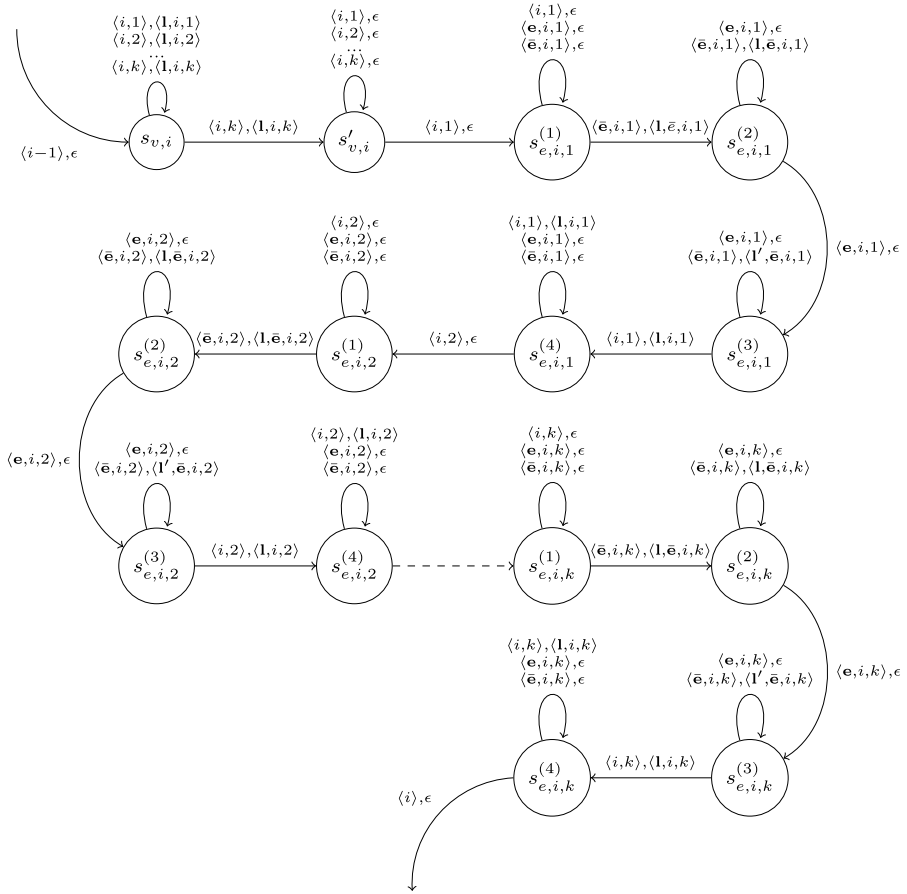 ⟨i,1⟩,⟨l,i,1⟩
⟨i,2⟩,⟨l,i,2⟩
...
⟨i,k⟩,⟨l,i,k⟩
⟨i,1⟩,ϵ
⟨i,2⟩,ϵ
...
⟨i,k⟩,ϵ
⟨i,1⟩,ϵ
⟨e,i,1⟩,ϵ
⟨ē,i,1⟩,ϵ
⟨e,i,1⟩,ϵ
⟨ē,i,1⟩,⟨l,ē,i,1⟩
⟨i−1⟩,ϵ
s_{v,i}
⟨i,k⟩,⟨l,i,k⟩
s′_{v,i}
⟨i,1⟩,ϵ
s^{(1)}_{e,i,1}
⟨ē,i,1⟩,⟨l,ē,i,1⟩
s^{(2)}_{e,i,1}
⟨e,i,1⟩,ϵ
⟨e,i,2⟩,ϵ
⟨ē,i,2⟩,⟨l,ē,i,2⟩
⟨i,2⟩,ϵ
⟨e,i,2⟩,ϵ
⟨ē,i,2⟩,ϵ
⟨i,1⟩,⟨l,i,1⟩
⟨e,i,1⟩,ϵ
⟨ē,i,1⟩,ϵ
⟨e,i,1⟩,ϵ
⟨ē,i,1⟩,⟨l′,ē,i,1⟩
s^{(2)}_{e,i,2}
⟨ē,i,2⟩,⟨l,ē,i,2⟩
s^{(1)}_{e,i,2}
⟨i,2⟩,ϵ
s^{(4)}_{e,i,1}
⟨i,1⟩,⟨l,i,1⟩
s^{(3)}_{e,i,1}
⟨e,i,2⟩,ϵ
⟨e,i,2⟩,ϵ
⟨ē,i,2⟩,⟨l′,ē,i,2⟩
⟨i,2⟩,⟨l,i,2⟩
⟨e,i,2⟩,ϵ
⟨ē,i,2⟩,ϵ
⟨i,k⟩,ϵ
⟨e,i,k⟩,ϵ
⟨ē,i,k⟩,ϵ
⟨e,i,k⟩,ϵ
⟨ē,i,k⟩,⟨l,ē,i,k⟩
s^{(3)}_{e,i,2}
⟨i,2⟩,⟨l,i,2⟩
s^{(4)}_{e,i,2}
s^{(1)}_{e,i,k}
⟨ē,i,k⟩,⟨l,ē,i,k⟩
s^{(2)}_{e,i,k}
⟨e,i,k⟩,ϵ
⟨i,k⟩,⟨l,i,k⟩
⟨e,i,k⟩,ϵ
⟨ē,i,k⟩,ϵ
⟨e,i,k⟩,ϵ
⟨ē,i,k⟩,⟨l′,ē,i,k⟩
⟨i⟩,ϵ
s^{(4)}_{e,i,k}
⟨i,k⟩,⟨l,i,k⟩
s^{(3)}_{e,i,k}